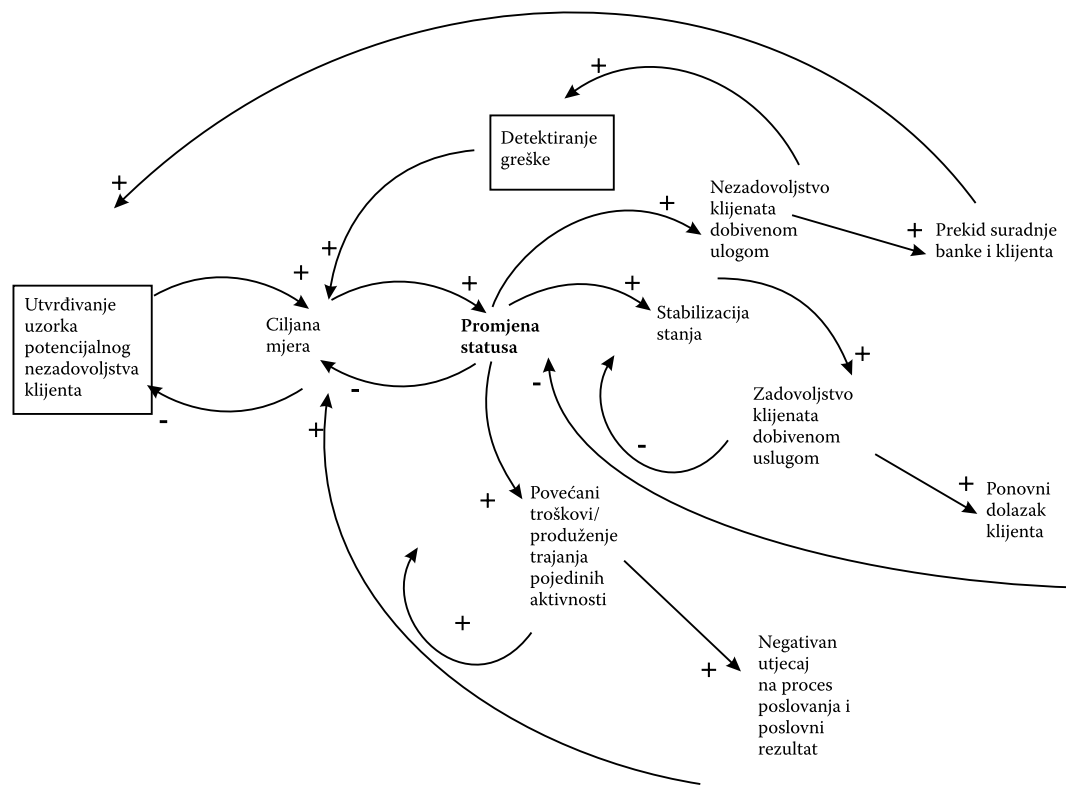 +
+
Detektiranje
greške
Nezadovoljstvo
klijenata
dobivenom
ulogom
+
+
Prekid suradnje
banke i klijenta
+
+
+
+
Utvrđivanje
uzorka
potencijalnog
nezadovoljstva
klijenta
Ciljana
mjera
Promjena
statusa
Stabilizacija
stanja
+
-
-
-
+
-
Zadovoljstvo
klijenata
dobivenom
uslugom
+
Ponovni
dolazak
klijenta
+
Povećani
troškovi/
produženje
trajanja
pojedinih
aktivnosti
+
+
Negativan
utjecaj
na proces
poslovanja i
poslovni
rezultat